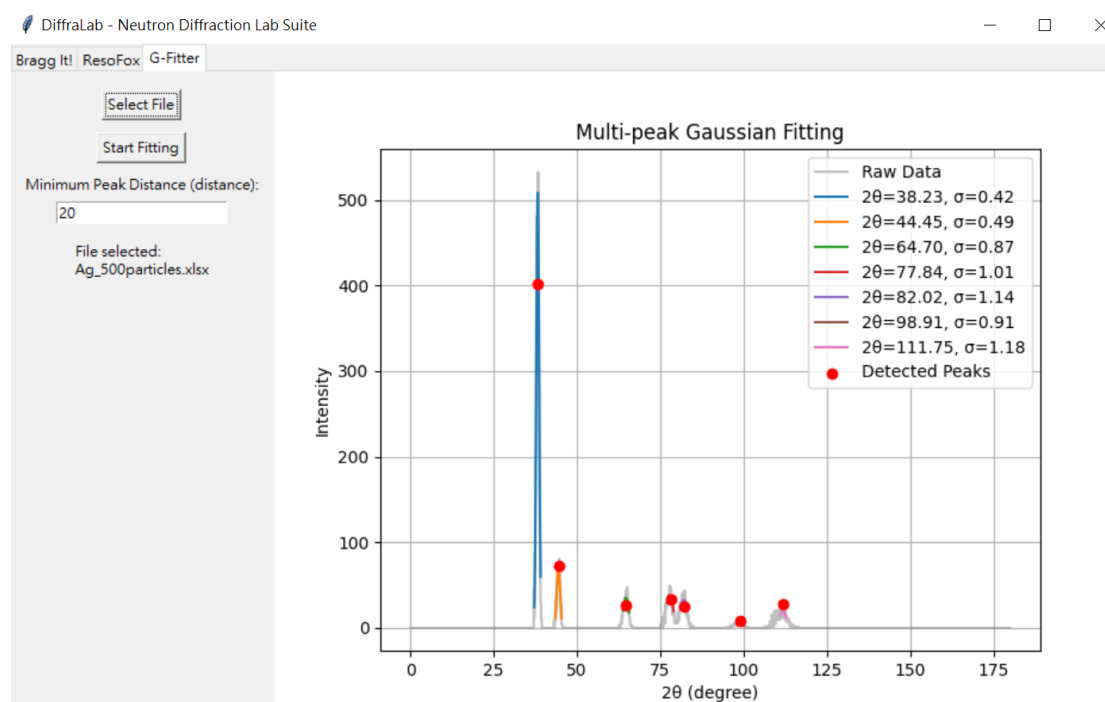 DiffraLab - Neutron Diffraction Lab Suite
Bragg It! ResoFox G-Fitter
Select File
Start Fitting
Minimum Peak Distance (distance):
20
File selected:
Ag_500particles.xlsx
Multi-peak Gaussian Fitting
Raw Data
2θ=38.23, σ=0.42
2θ=44.45, σ=0.49
2θ=64.70, σ=0.87
2θ=77.84, σ=1.01
2θ=82.02, σ=1.14
2θ=98.91, σ=0.91
2θ=111.75, σ=1.18
Detected Peaks
Intensity
500
400
300
200
100
0
0 25 50 75 100 125 150 175
2θ (degree)